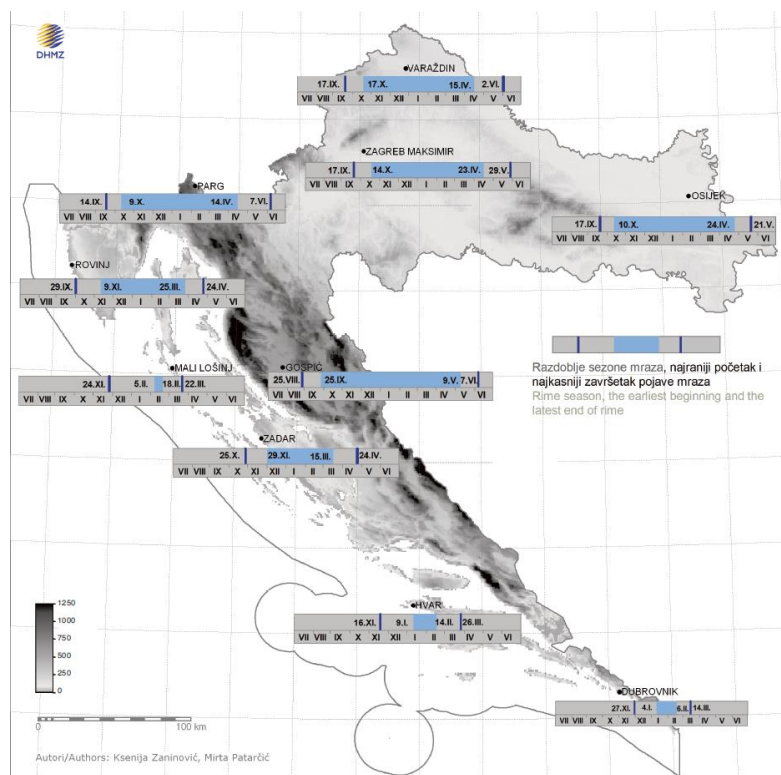 DHMZ
VARAŽDIN
17.IX. 17.X. 15.IV. 2.VI.
VII VIII IX X XI XII I II III IV V VI
ZAGREB MAKSIMIR
17.IX. 14.X. 23.IV. 29.V.
VII VIII IX X XI XII I II III IV V VI
PARG
14.IX. 9.X. 14.IV. 7.VI.
VII VIII IX X XI XII I II III IV V VI
OSIJEK
17.IX. 10.X. 24.IV. 21.V.
VII VIII IX X XI XII I II III IV V VI
ROVINJ
29.IX. 9.XI. 25.III. 24.IV.
VII VIII IX X XI XII I II III IV V VI
Razdoblje sezone mraza, najraniji početak i
najkasniji završetak pojave mraza
Rime season, the earliest beginning and the
latest end of rime
MALI LOŠINJ
24.XI. 5.II. 18.II. 22.III.
VII VIII IX X XI XII I II III IV V VI
GOSPIĆ
25.VIII. 25.IX. 9.V. 7.VI.
VII VIII IX X XI XII I II III IV V VI
ZADAR
25.X. 29.XI. 15.III. 24.IV.
VII VIII IX X XI XII I II III IV V VI
HVAR
16.XI. 9.I. 14.II. 26.III.
VII VIII IX X XI XII I II III IV V VI
1250
1000
750
500
250
0
DUBROVNIK
27.XI. 4.I. 6.II. 14.III.
VII VIII IX X XI XII I II III IV V VI
0 100 km
Autori/Authors: Ksenija Zaninović, Mirta Patarčić